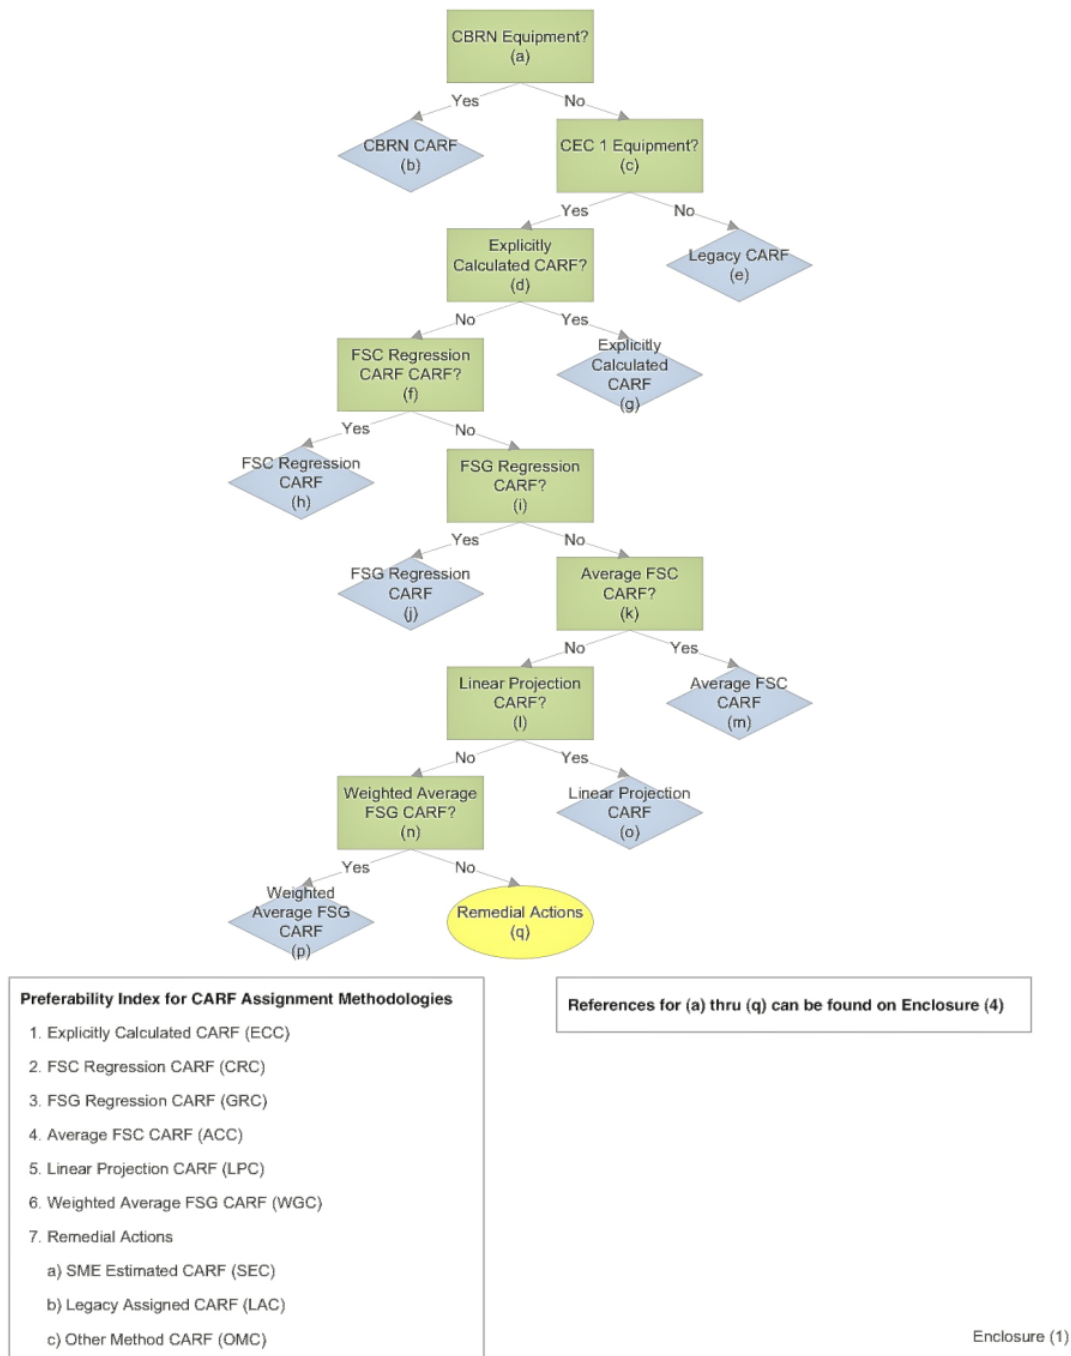 CBRN Equipment?
(a)
Yes
No
CBRN CARF
(b)
CEC 1 Equipment?
(c)
Yes
No
Explicitly
Calculated CARF?
(d)
Legacy CARF
(e)
No
Yes
FSC Regression
CARF CARF?
(f)
Explicitly
Calculated
CARF
(g)
Yes
No
FSC Regression
CARF
(h)
FSG Regression
CARF?
(i)
Yes
No
FSG Regression
CARF
(j)
Average FSC
CARF?
(k)
No
Yes
Linear Projection
CARF?
(l)
Average FSC
CARF
(m)
No
Yes
Weighted Average
FSG CARF?
(n)
Linear Projection
CARF
(o)
Yes
No
Weighted
Average FSG
CARF
(p)
Remedial Actions
(q)
Preferability Index for CARF Assignment Methodologies
1. Explicitly Calculated CARF (ECC)
2. FSC Regression CARF (CRC)
3. FSG Regression CARF (GRC)
4. Average FSC CARF (ACC)
5. Linear Projection CARF (LPC)
6. Weighted Average FSG CARF (WGC)
7. Remedial Actions
a) SME Estimated CARF (SEC)
b) Legacy Assigned CARF (LAC)
c) Other Method CARF (OMC)
References for (a) thru (q) can be found on Enclosure (4)
Enclosure (1)